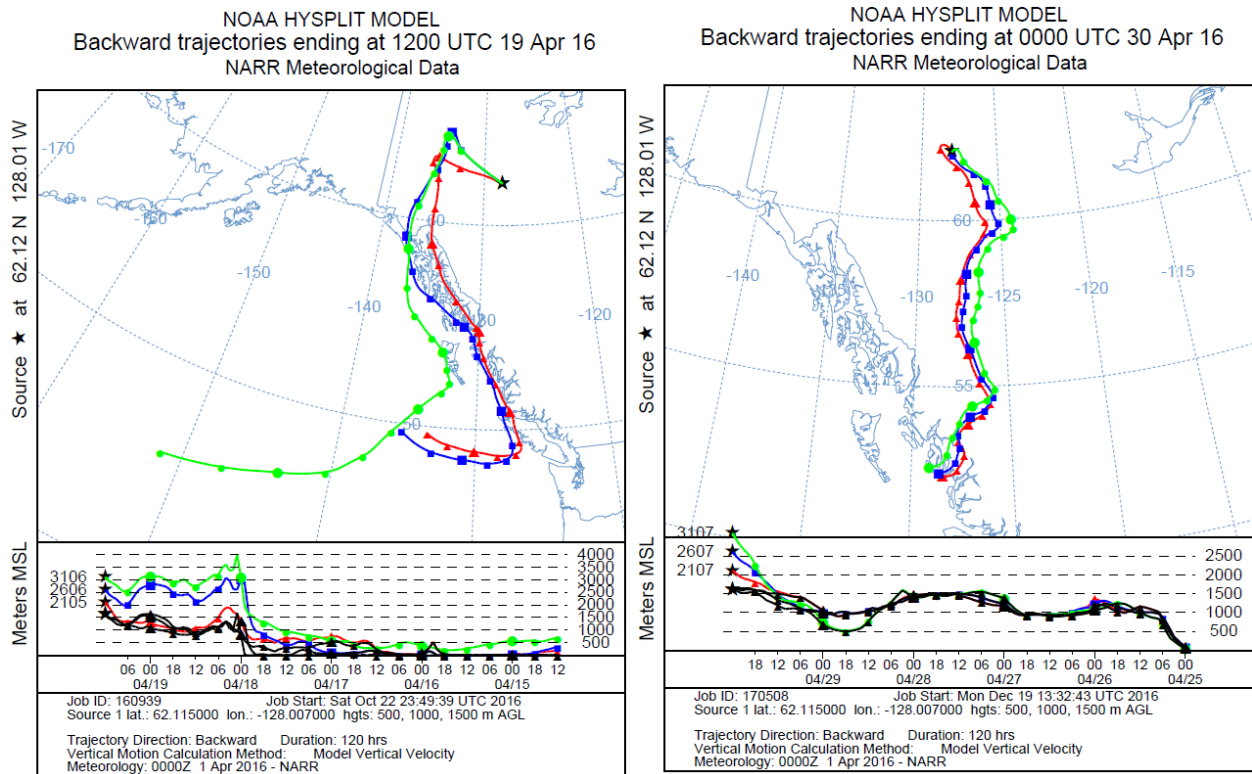 NOAA HYSPLIT MODEL
Backward trajectories ending at 1200 UTC 19 Apr 16
NARR Meteorological Data
Source ★ at 62.12 N 128.01 W
-170
-160
-150
-140
-130
-120
60
50
Meters MSL
3106
2606
2105
4000
3500
3000
2500
2000
1500
1000
500
06 00 18 12 06 00 18 12 06 00 18 12 06 00 18 12 06 00 18 12
04/19 04/18 04/17 04/16 04/15
Job ID: 160939 Job Start: Sat Oct 22 23:49:39 UTC 2016
Source 1 lat.: 62.115000 lon.: -128.007000 hgts: 500, 1000, 1500 m AGL
Trajectory Direction: Backward Duration: 120 hrs
Vertical Motion Calculation Method: Model Vertical Velocity
Meteorology: 0000Z 1 Apr 2016 - NARR
NOAA HYSPLIT MODEL
Backward trajectories ending at 0000 UTC 30 Apr 16
NARR Meteorological Data
Source ★ at 62.12 N 128.01 W
-140
-130
-125
-120
-115
60
55
Meters MSL
3107
2607
2107
2500
2000
1500
1000
500
18 12 06 00 18 12 06 00 18 12 06 00 18 12 06 00 18 12 06 00
04/29 04/28 04/27 04/26 04/25
Job ID: 170508 Job Start: Mon Dec 19 13:32:43 UTC 2016
Source 1 lat.: 62.115000 lon.: -128.007000 hgts: 500, 1000, 1500 m AGL
Trajectory Direction: Backward Duration: 120 hrs
Vertical Motion Calculation Method: Model Vertical Velocity
Meteorology: 0000Z 1 Apr 2016 - NARR